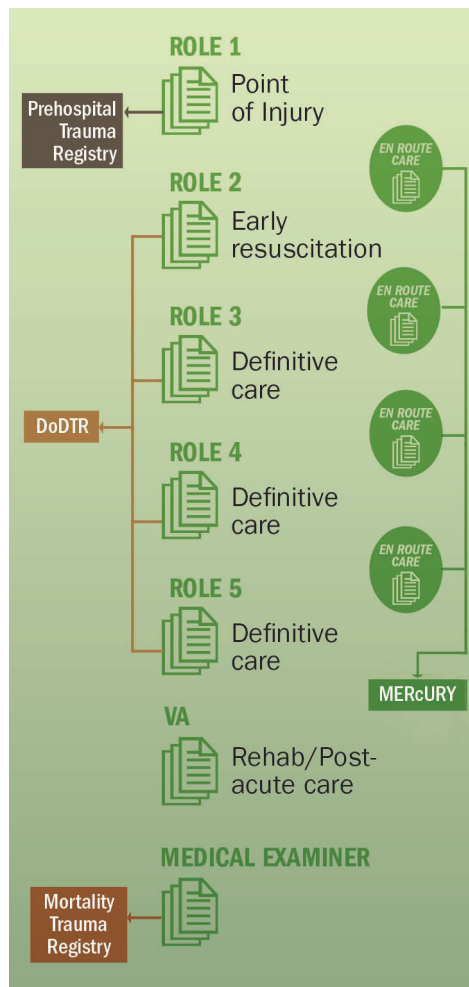 ROLE 1
Point
of Injury
Prehospital
Trauma
Registry
EN ROUTE
CARE
ROLE 2
Early
resuscitation
EN ROUTE
CARE
ROLE 3
Definitive
care
DoDTR
EN ROUTE
CARE
ROLE 4
Definitive
care
EN ROUTE
CARE
ROLE 5
Definitive
care
MERcURY
VA
Rehab/Post-
acute care
MEDICAL EXAMINER
Mortality
Trauma
Registry